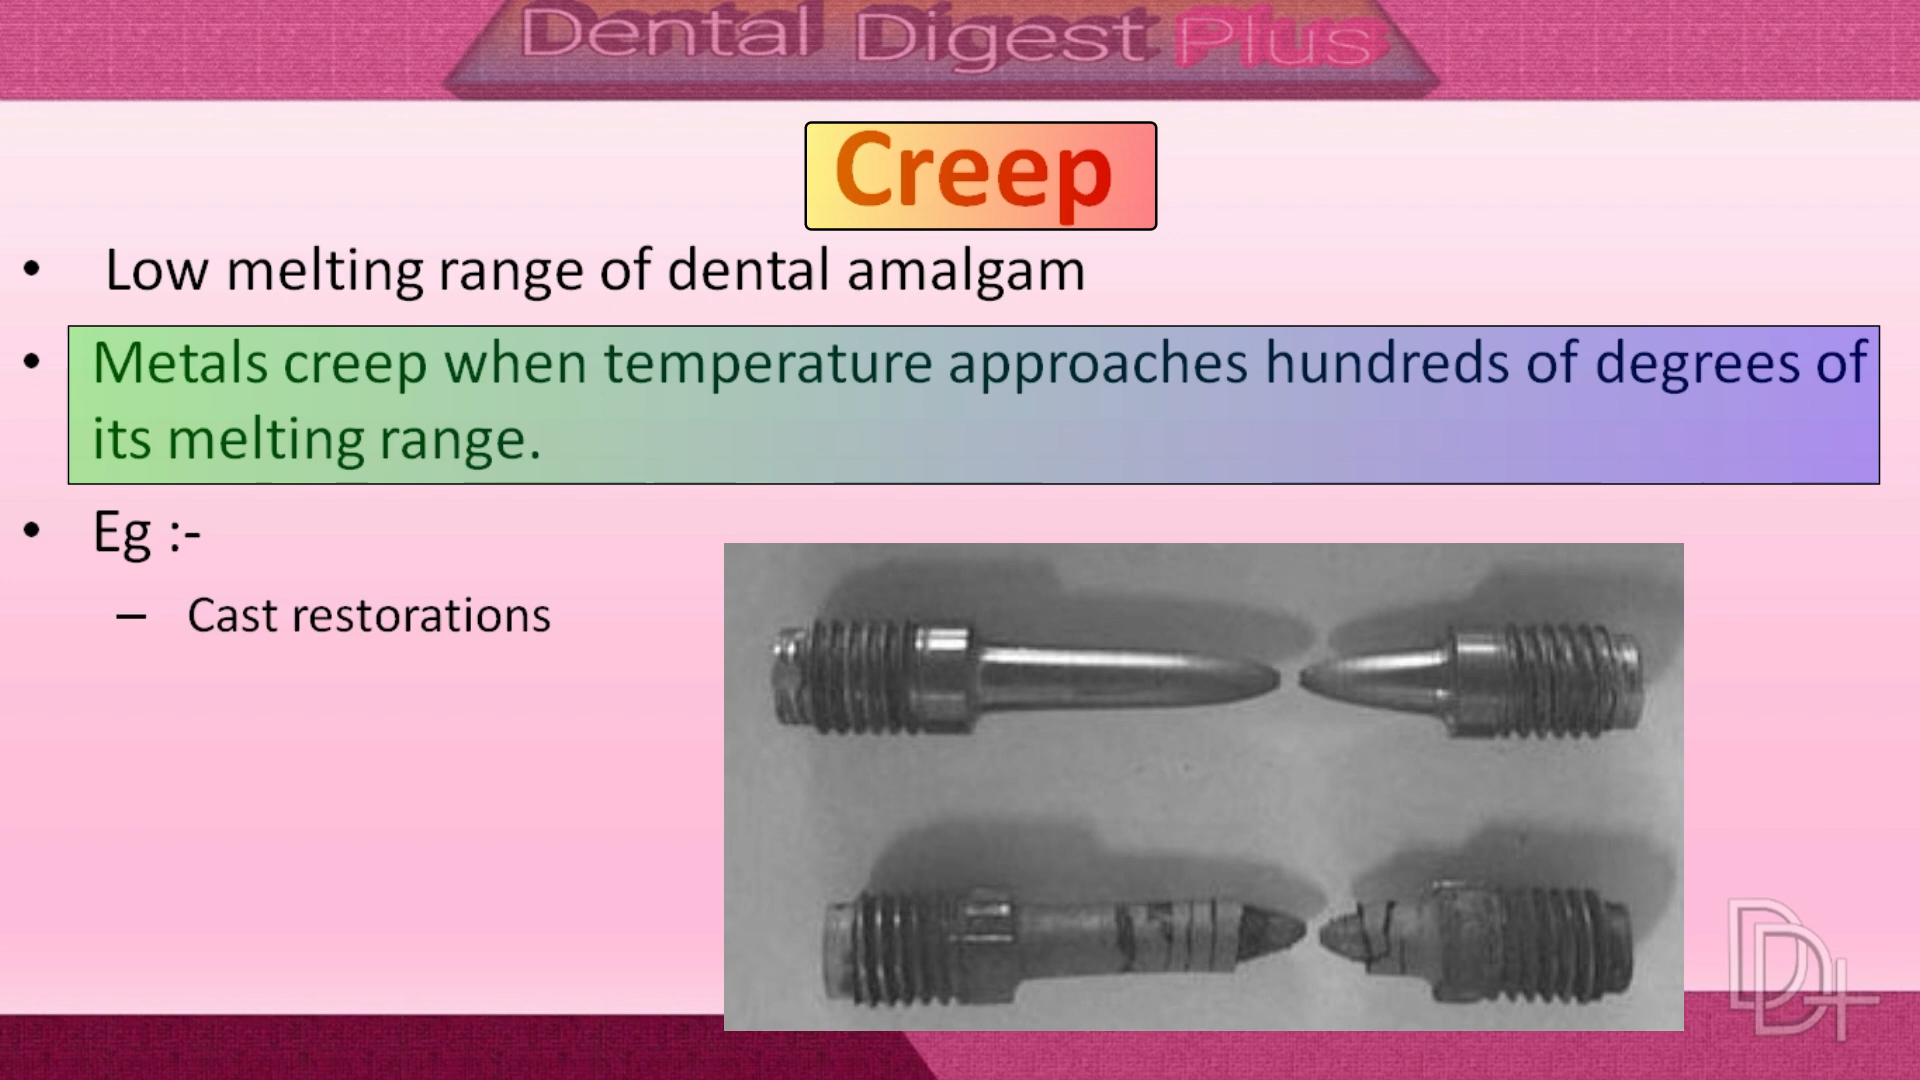 Dental Digest Plus
Creep
• Low melting range of dental amalgam
• Metals creep when temperature approaches hundreds of degrees of
its melting range.
• Eg :-
– Cast restorations
DD+